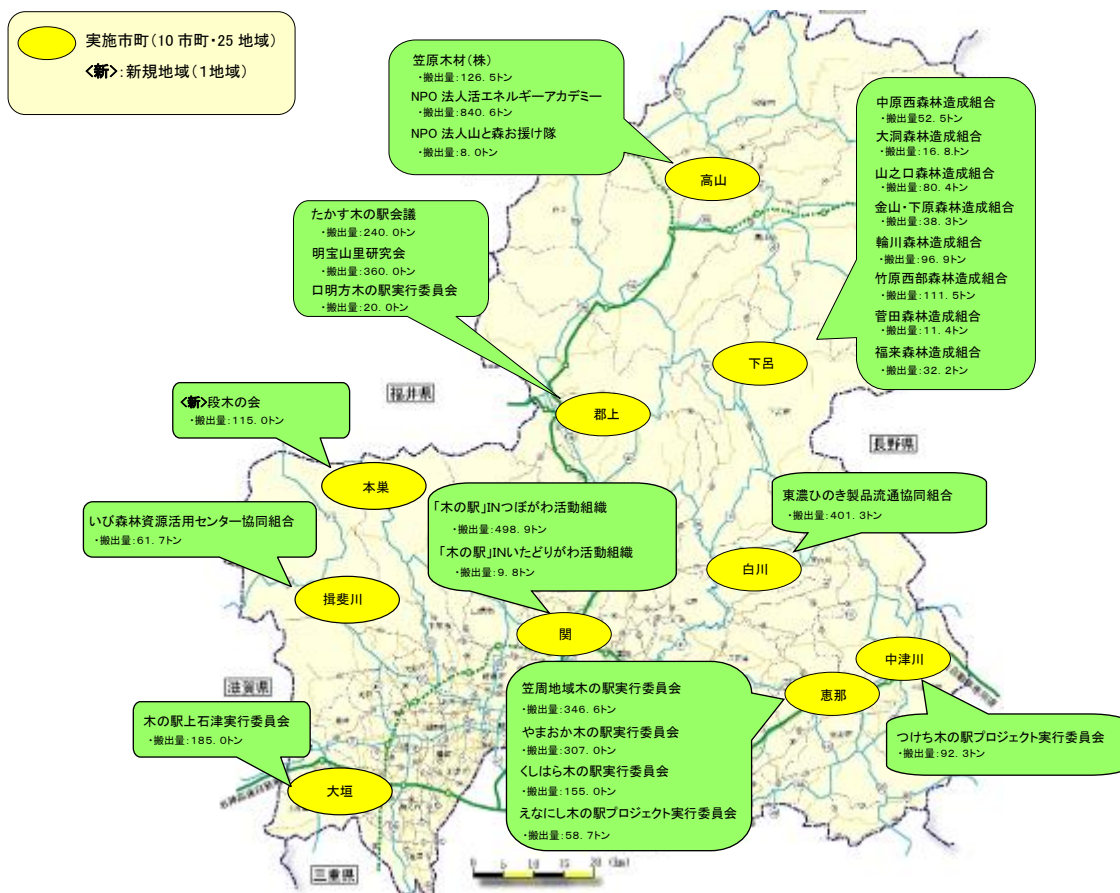 実施市町(10 市町・25 地域)
<新>:新規地域(1地域)
笠原木材(株)
・搬出量:126.5トン
NPO 法人活エネルギーアカデミー
・搬出量:840.6トン
NPO 法人山と森お援け隊
・搬出量:8.0トン
中原西森林造成組合
・搬出量52.5トン
大洞森林造成組合
・搬出量:16.8トン
山之口森林造成組合
・搬出量:80.4トン
金山・下原森林造成組合
・搬出量:38.3トン
輪川森林造成組合
・搬出量:96.9トン
竹原西部森林造成組合
・搬出量:111.5トン
菅田森林造成組合
・搬出量:11.4トン
福来森林造成組合
・搬出量:32.2トン
高山
たかす木の駅会議
・搬出量:240.0トン
明宝山里研究会
・搬出量:360.0トン
口明方木の駅実行委員会
・搬出量:20.0トン
下呂
福井県
郡上
長野県
<新>段木の会
・搬出量:115.0トン
本巣
「木の駅」INつぼがわ活動組織
・搬出量:498.9トン
「木の駅」INいたどりがわ活動組織
・搬出量:9.8トン
東濃ひのき製品流通協同組合
・搬出量:401.3トン
いび森林資源活用センター協同組合
・搬出量:61.7トン
白川
揖斐川
関
中津川
滋賀県
恵那
笠周地域木の駅実行委員会
・搬出量:346.6トン
やまおか木の駅実行委員会
・搬出量:307.0トン
くしはら木の駅実行委員会
・搬出量:155.0トン
えなにし木の駅プロジェクト実行委員会
・搬出量:58.7トン
木の駅上石津実行委員会
・搬出量:185.0トン
つけち木の駅プロジェクト実行委員会
・搬出量:92.3トン
大垣
三重県
0 5 10 15 20 (km)